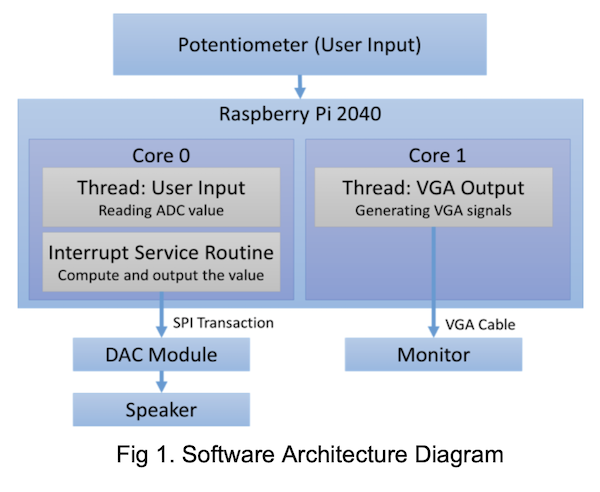 Potentiometer (User Input)
Raspberry Pi 2040
Core 0
Thread: User Input
Reading ADC value
Interrupt Service Routine
Compute and output the value
Core 1
Thread: VGA Output
Generating VGA signals
SPI Transaction
VGA Cable
DAC Module
Monitor
Speaker
Fig 1. Software Architecture Diagram